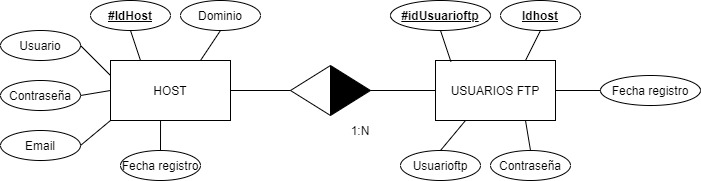 #IdHost
Dominio
#idUsuarioftp
Idhost
Usuario
Contraseña
HOST
USUARIOS FTP
Fecha registro
1:N
Email
Fecha registro
Usuarioftp
Contraseña